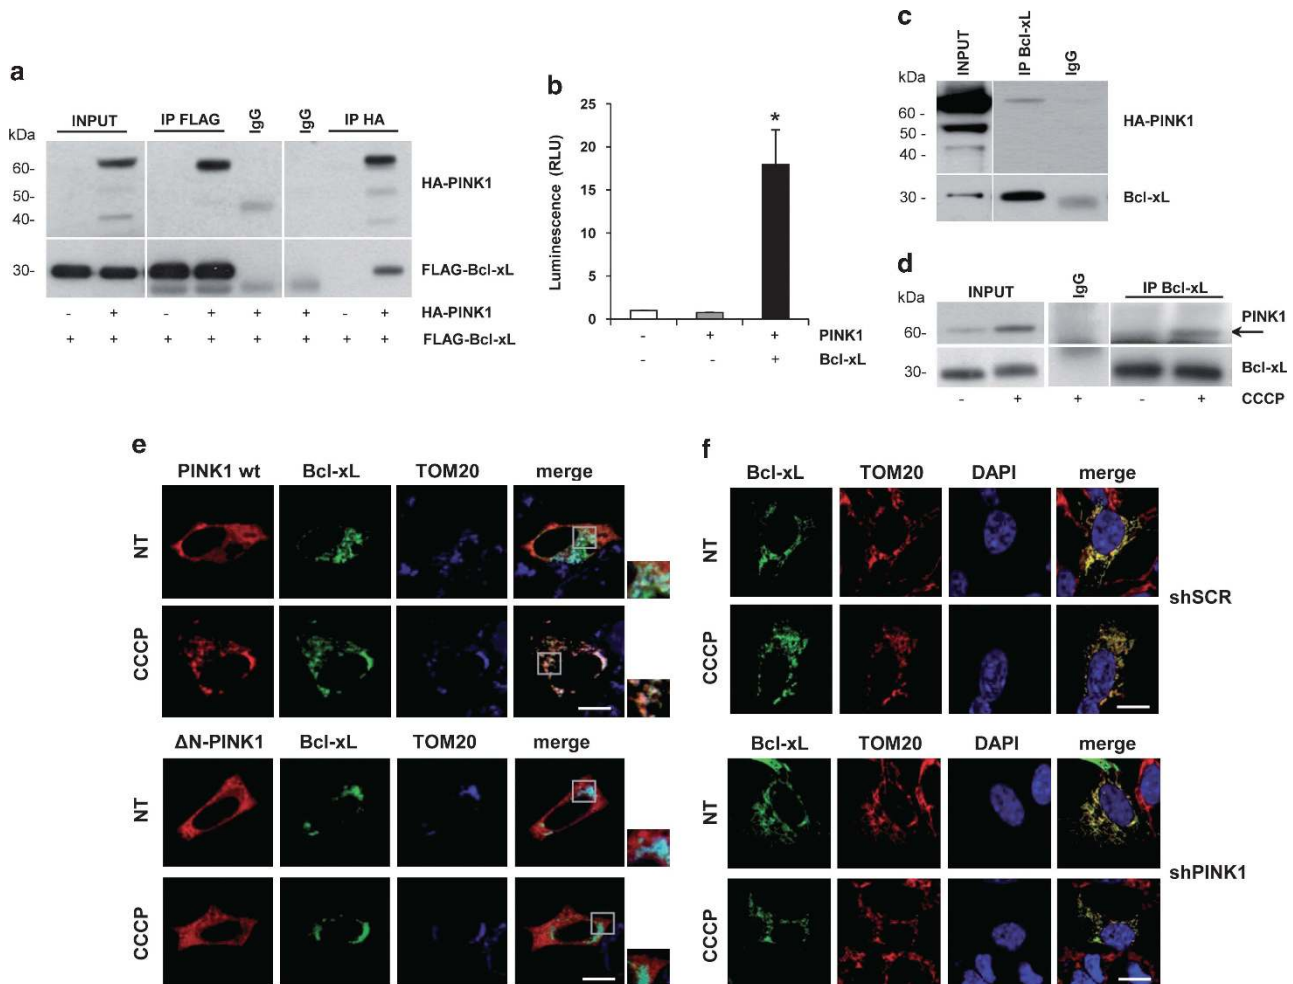 a
kDa
INPUT IP FLAG IgG IgG IP HA
60-
50-
40-
HA-PINK1
30-
FLAG-Bcl-xL
- + - + + + - + HA-PINK1
+ + + + + + + + FLAG-Bcl-xL
b
Luminescence (RLU)
25
20
15
10
5
0
*
- + + PINK1
- - + Bcl-xL
c
kDa
INPUT IP Bcl-xL IgG
60 -
50 -
40 -
HA-PINK1
30 -
Bcl-xL
d
kDa
INPUT IgG IP Bcl-xL
PINK1
60-
30-
Bcl-xL
- + + - + CCCP
e
PINK1 wt Bcl-xL TOM20 merge
NT
CCCP
ΔN-PINK1 Bcl-xL TOM20 merge
NT
CCCP
f
Bcl-xL TOM20 DAPI merge
NT
shSCR
CCCP
Bcl-xL TOM20 DAPI merge
NT
shPINK1
CCCP